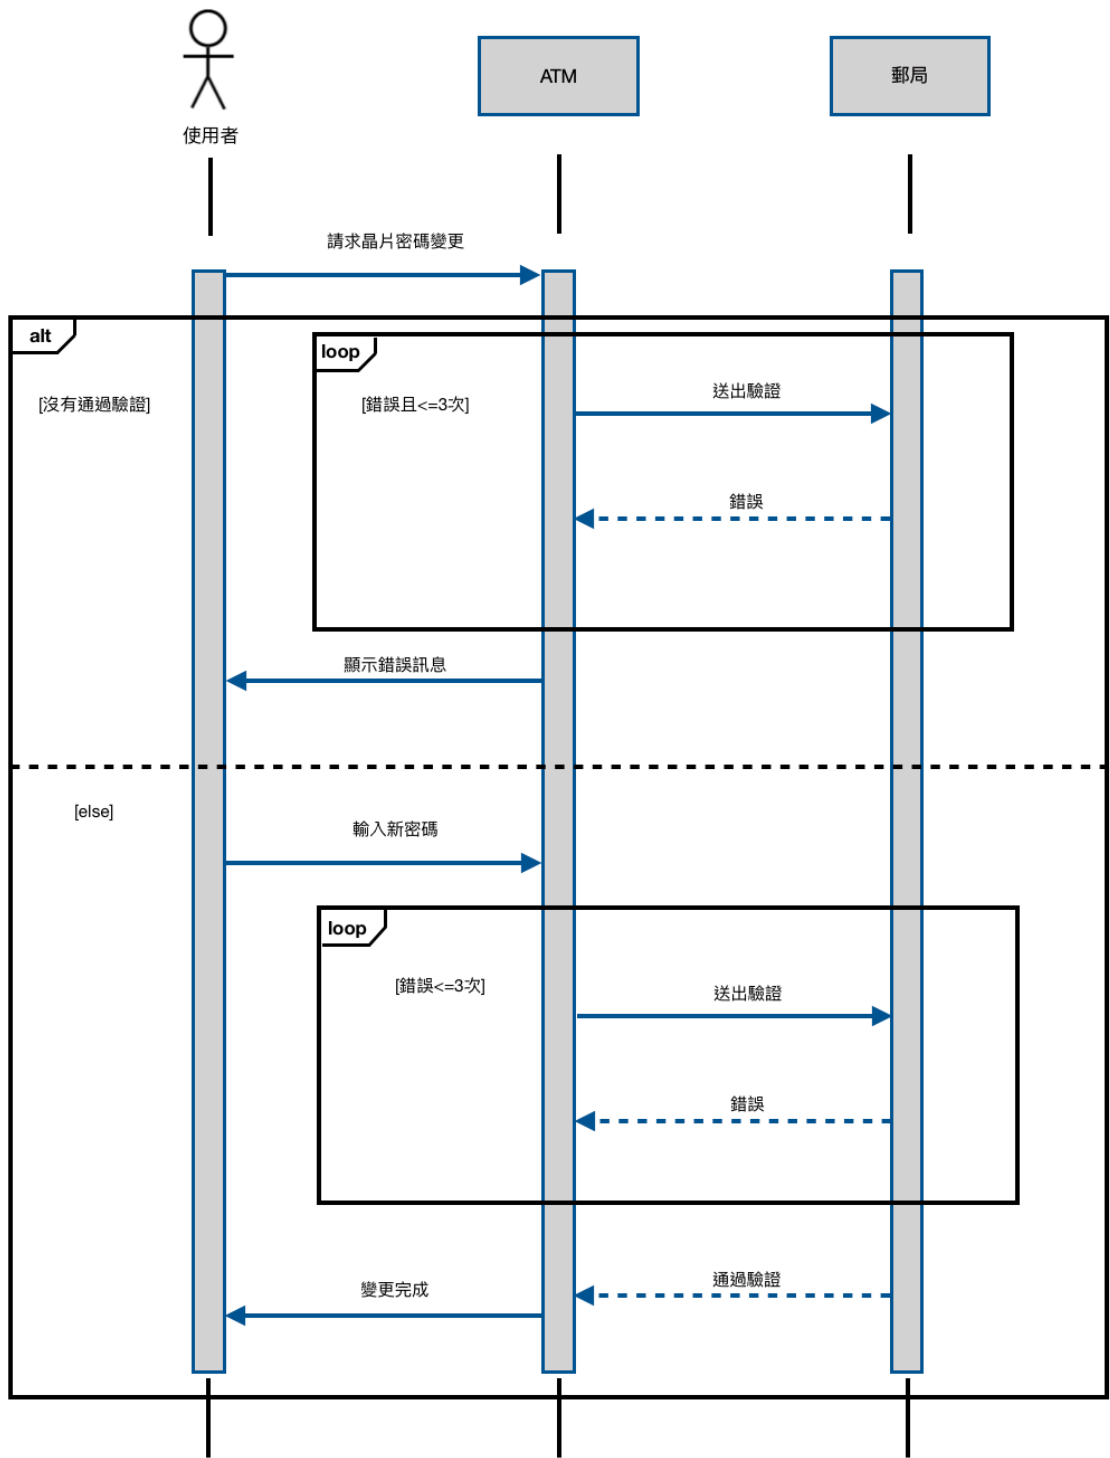 使用者
ATM
郵局
請求晶片密碼變更
alt
loop
[沒有通過驗證]
[錯誤且<=3次]
送出驗證
錯誤
顯示錯誤訊息
[else]
輸入新密碼
loop
[錯誤<=3次]
送出驗證
錯誤
通過驗證
變更完成